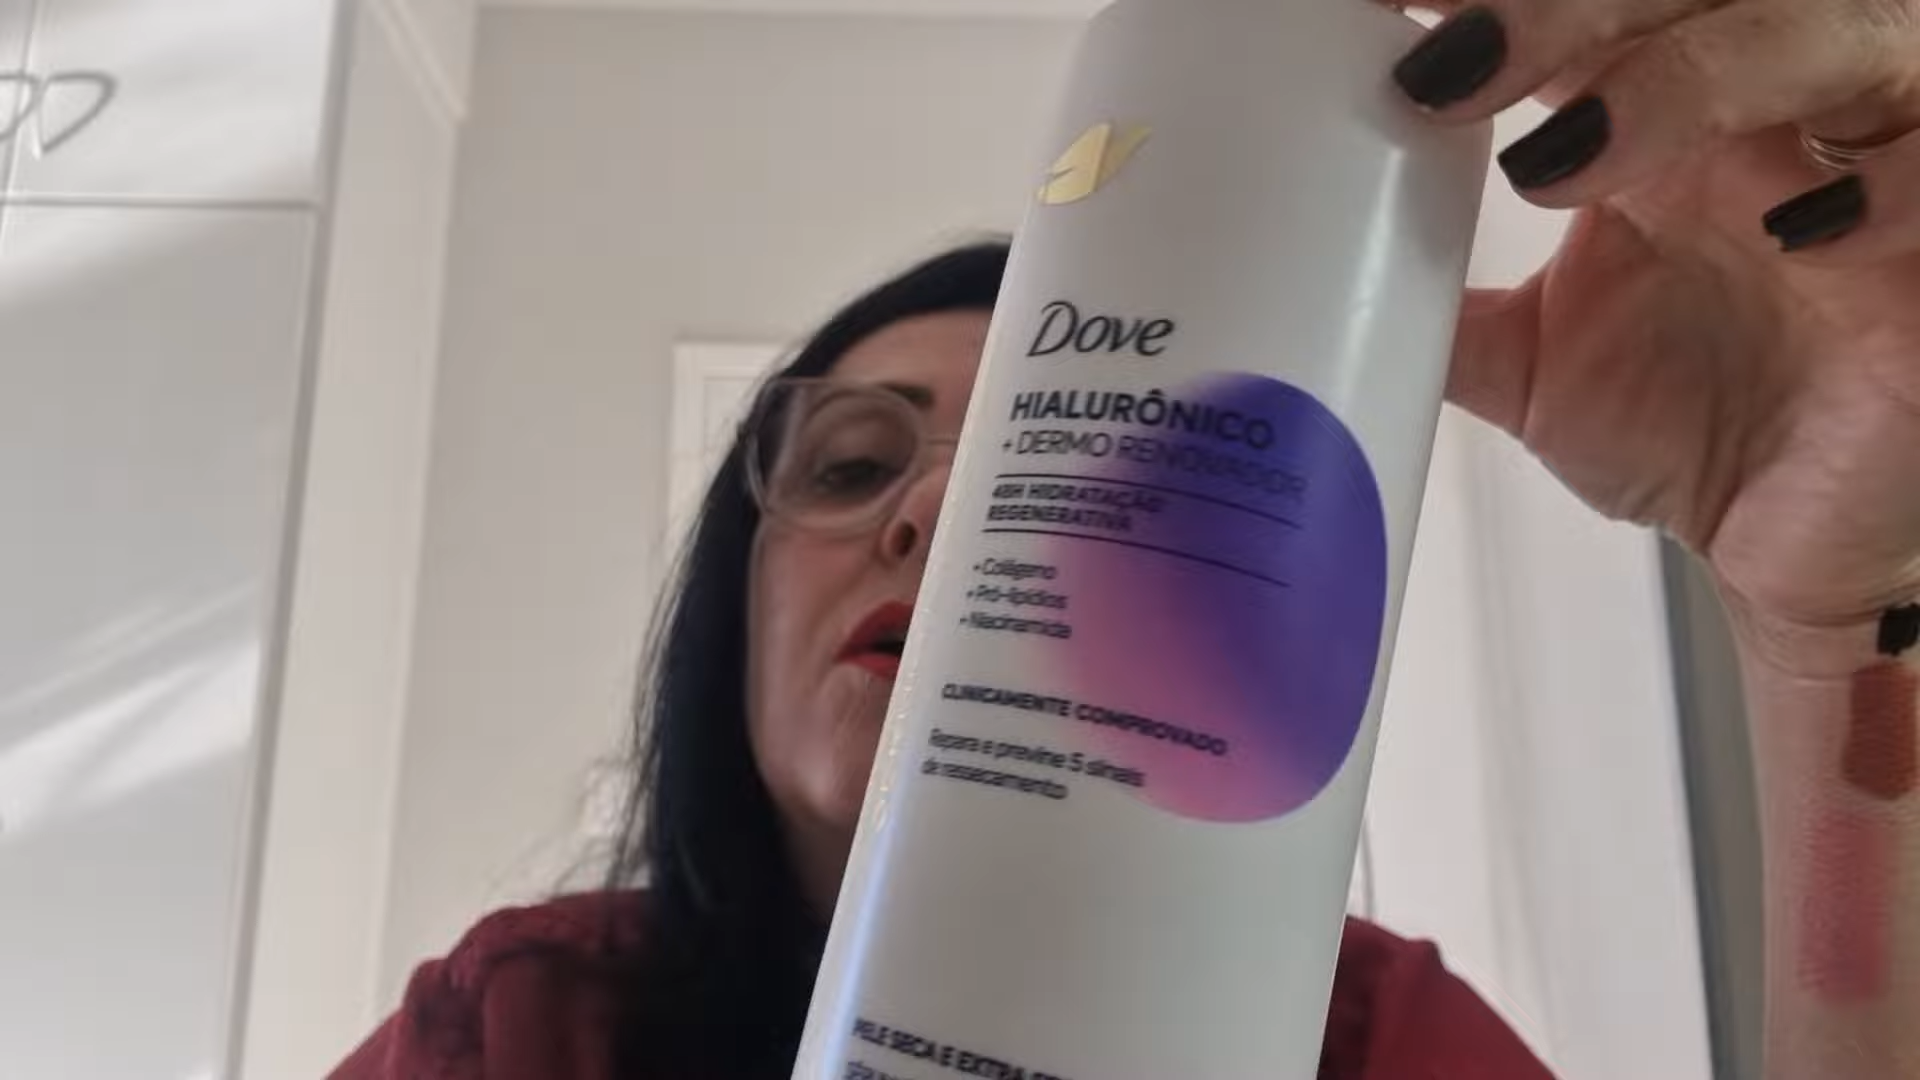 Dove
HIALURÔNICO
+ DERMO RENOVADOR
48H HIDRATAÇÃO
REGENERATIVA
+ Colágeno
+ Pró-lipídios
+ Niacinamida
CLINICAMENTE COMPROVADO
Repara e previne 5 sinais
de ressecamento
PELE SECA E EXTRA